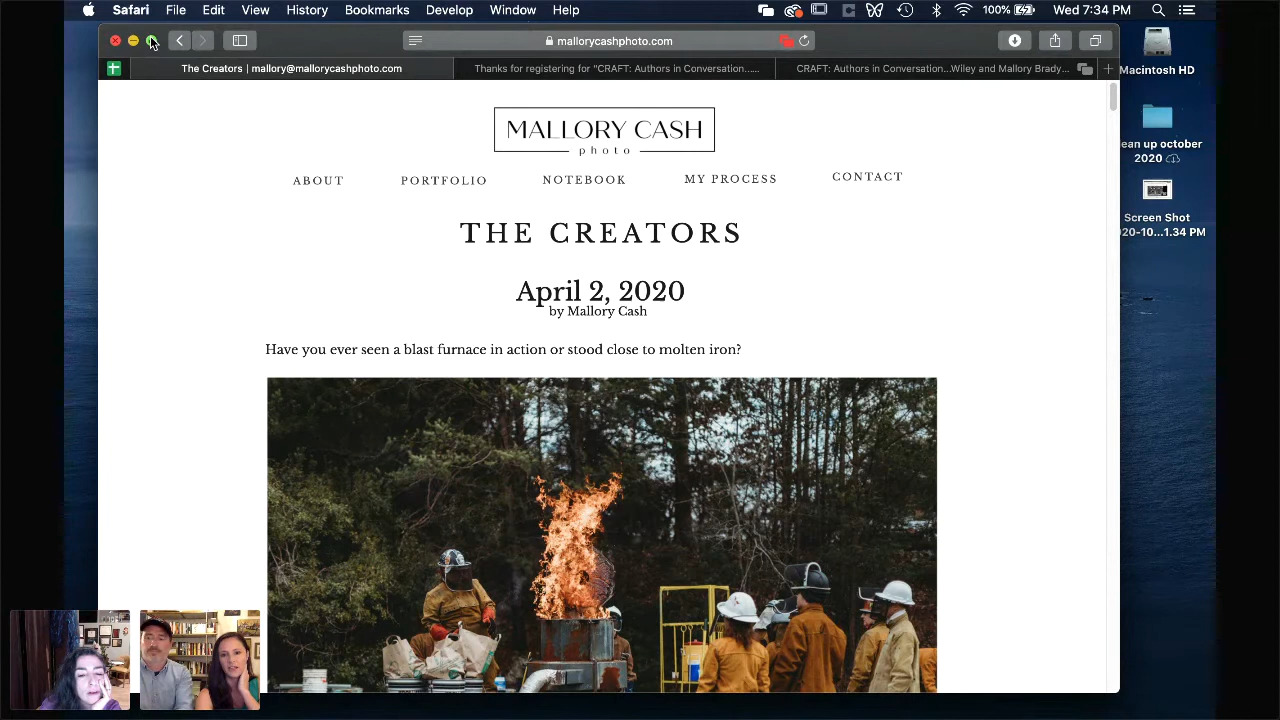 Safari File Edit View History Bookmarks Develop Window Help 100% Wed 7:34 PM
mallorycashphoto.com
The Creators | mallory@mallorycashphoto.com
Thanks for registering for "CRAFT: Authors in Conversation......
CRAFT: Authors in Conversation...Wiley and Mallory Brady...
Macintosh HD
ean up october
2020
Screen Shot
20-10...1.34 PM
MALLORY CASH
photo
ABOUT PORTFOLIO NOTEBOOK MY PROCESS CONTACT
THE CREATORS
April 2, 2020
by Mallory Cash
Have you ever seen a blast furnace in action or stood close to molten iron?